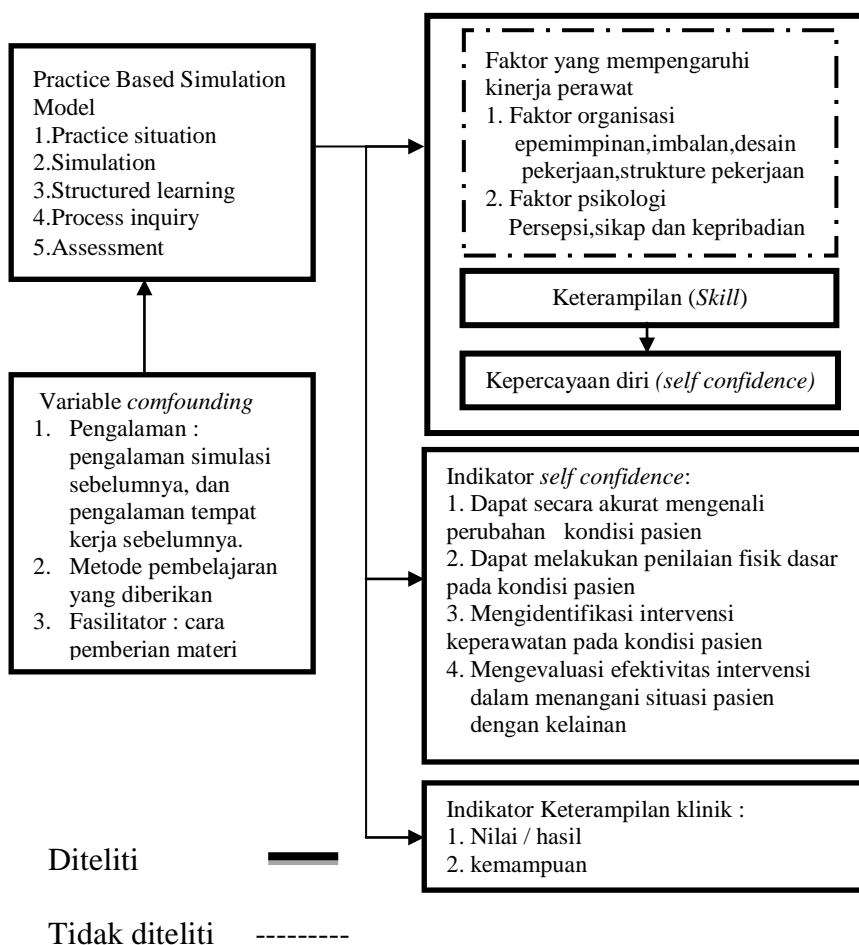 Practice Based Simulation
Model
1.Practice situation
2.Simulation
3.Structured learning
4.Process inquiry
5.Assessment
Variable comfounding
1. Pengalaman :
pengalaman simulasi
sebelumnya, dan
pengalaman tempat
kerja sebelumnya.
2. Metode pembelajaran
yang diberikan
3. Fasilitator : cara
pemberian materi
Faktor yang mempengaruhi
kinerja perawat
1. Faktor organisasi
epemimpinan,imbalan,desain
pekerjaan,strukture pekerjaan
2. Faktor psikologi
Persepsi,sikap dan kepribadian
Keterampilan (Skill)
Kepercayaan diri (self confidence)
Indikator self confidence:
1. Dapat secara akurat mengenali
perubahan kondisi pasien
2. Dapat melakukan penilaian fisik dasar
pada kondisi pasien
3. Mengidentifikasi intervensi
keperawatan pada kondisi pasien
4. Mengevaluasi efektivitas intervensi
dalam menangani situasi pasien
dengan kelainan
Indikator Keterampilan klinik :
1. Nilai / hasil
2. kemampuan
Diteliti
Tidak diteliti